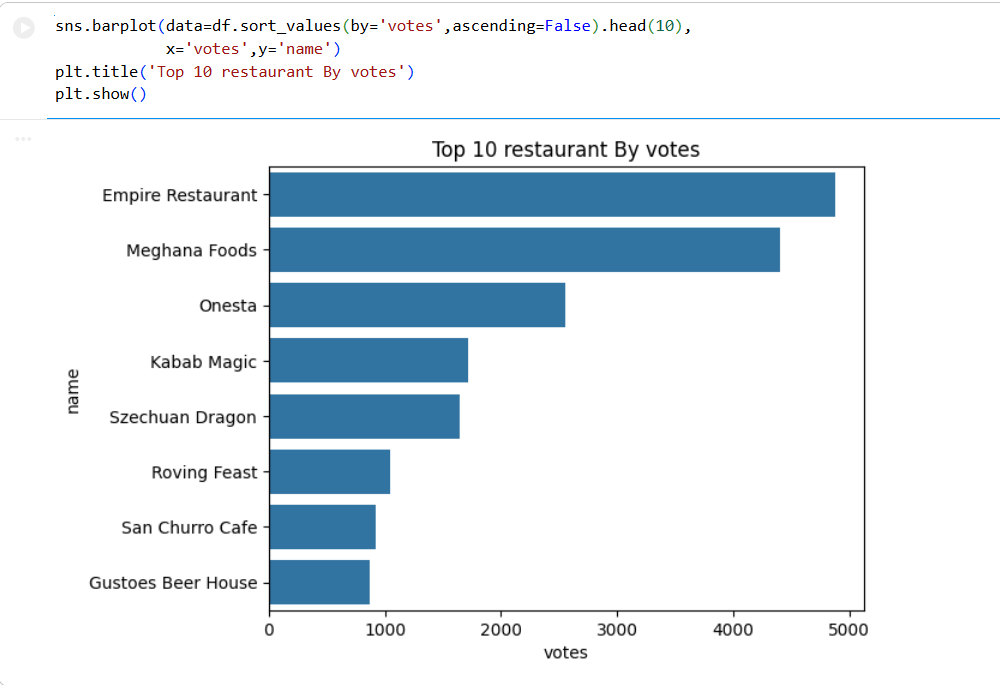 sns.barplot(data=df.sort_values(by='votes',ascending=False).head(10),
            x='votes',y='name')
plt.title('Top 10 restaurant By votes')
plt.show()
Top 10 restaurant By votes
Empire Restaurant
Meghana Foods
Onesta
Kabab Magic
name
Szechuan Dragon
Roving Feast
San Churro Cafe
Gustoes Beer House
0 1000 2000 3000 4000 5000
votes